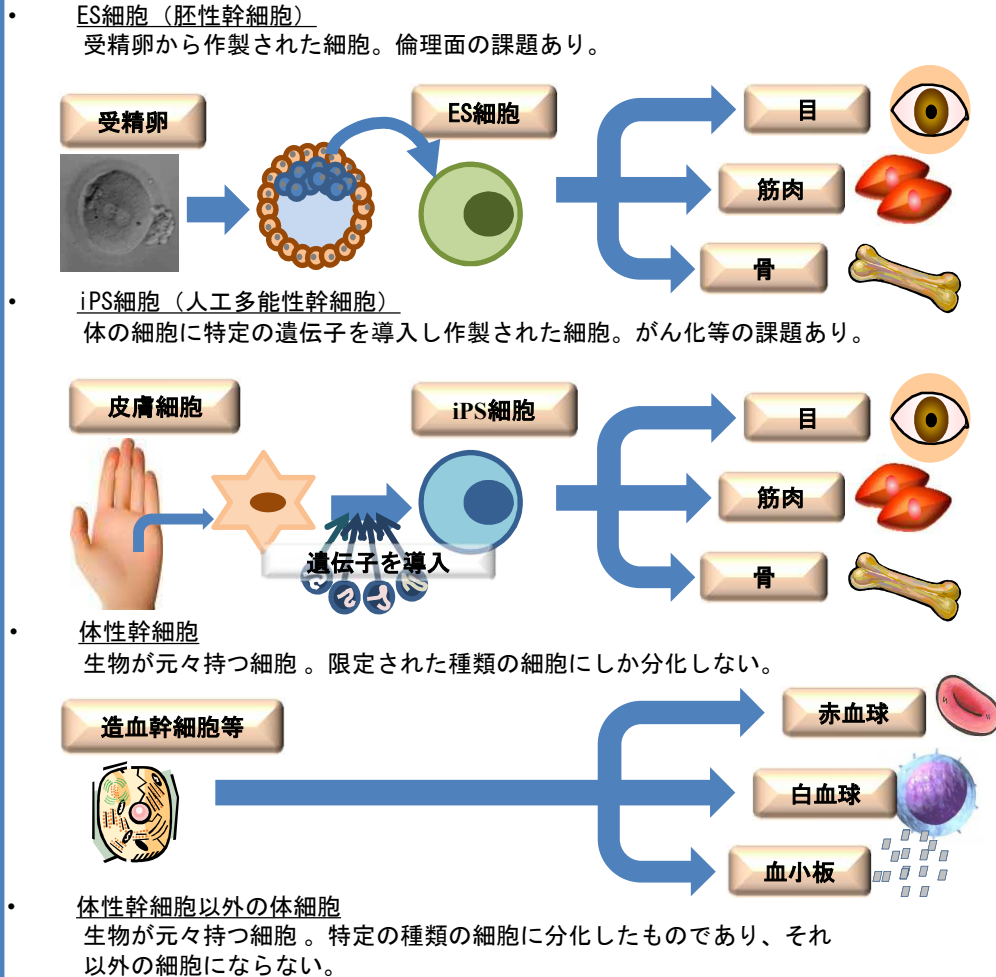 • ES細胞（胚性幹細胞）
受精卵から作製された細胞。倫理面の課題あり。
受精卵
ES細胞
目
筋肉
骨
• iPS細胞（人工多能性幹細胞）
体の細胞に特定の遺伝子を導入し作製された細胞。がん化等の課題あり。
皮膚細胞
iPS細胞
目
筋肉
骨
遺伝子を導入
• 体性幹細胞
生物が元々持つ細胞 。限定された種類の細胞にしか分化しない。
造血幹細胞等
赤血球
白血球
血小板
• 体性幹細胞以外の体細胞
生物が元々持つ細胞 。特定の種類の細胞に分化したものであり、それ
以外の細胞にならない。